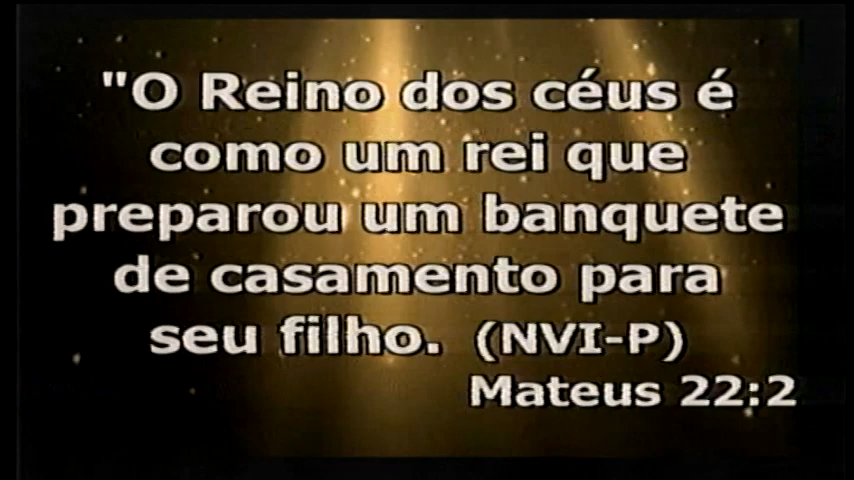 "O Reino dos céus é
como um rei que
preparou um banquete
de casamento para
seu filho. (NVI-P)
Mateus 22:2